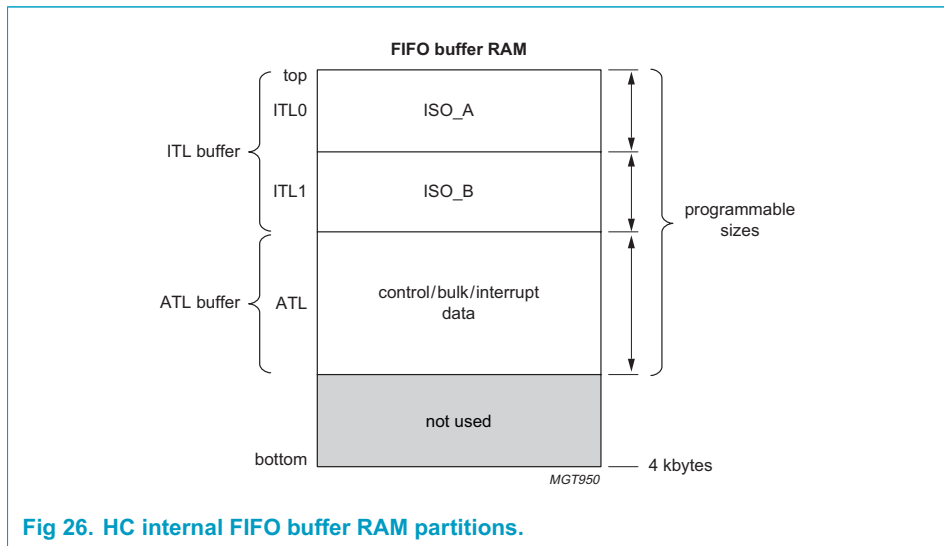 FIFO buffer RAM
top
ITL0
ISO_A
ITL buffer
ITL1
ISO_B
programmable
sizes
ATL buffer
ATL
control/bulk/interrupt
data
not used
bottom
4 kbytes
MGT950
Fig 26. HC internal FIFO buffer RAM partitions.